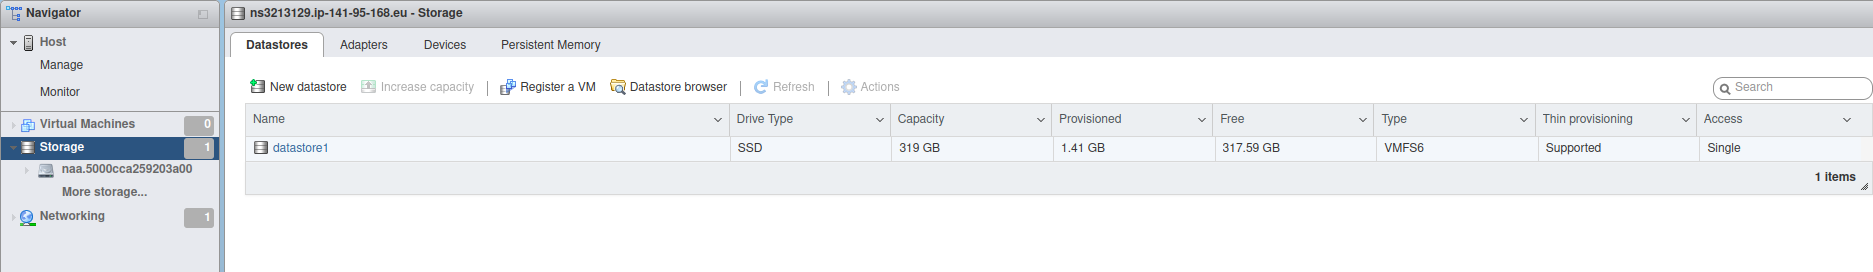 Navigator
Host
Manage
Monitor
Virtual Machines 0
Storage 1
naa.5000cca259203a00
More storage...
Networking 1
ns3213129.ip-141-95-168.eu - Storage
Datastores Adapters Devices Persistent Memory
New datastore Increase capacity Register a VM Datastore browser Refresh Actions Search
Name Drive Type Capacity Provisioned Free Type Thin provisioning Access
datastore1 SSD 319 GB 1.41 GB 317.59 GB VMFS6 Supported Single
1 items